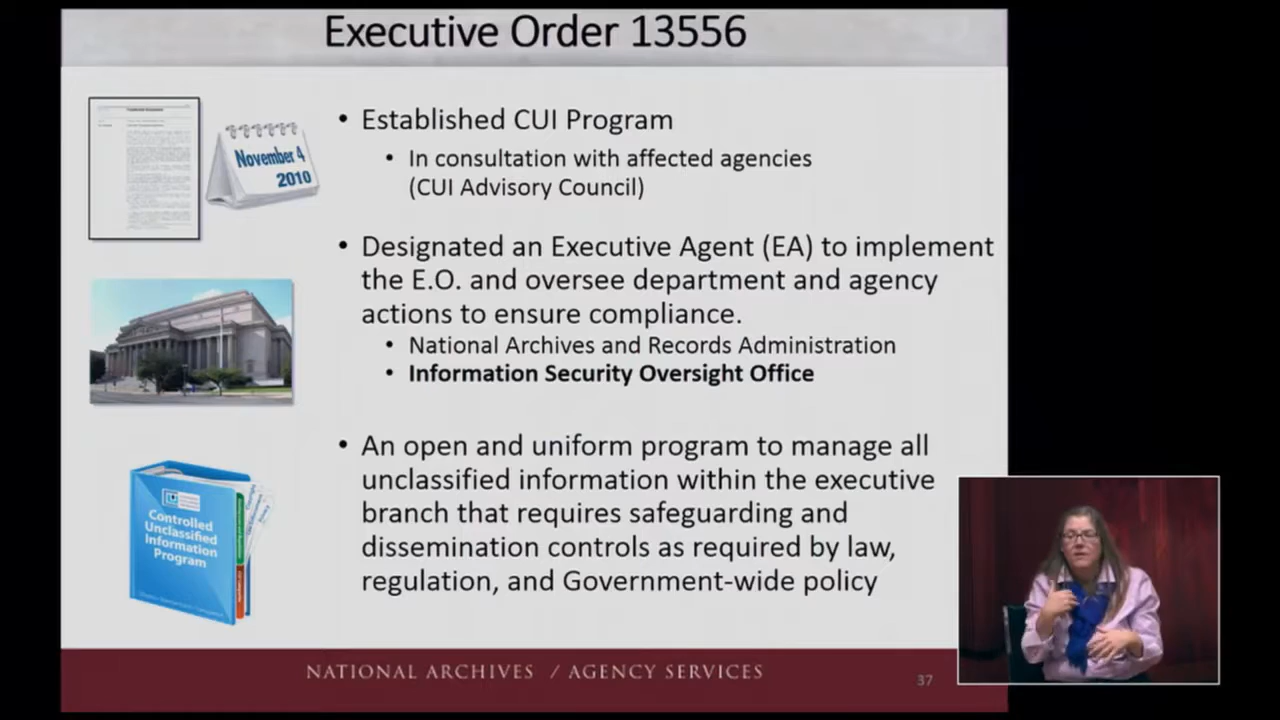 Executive Order 13556
November 4
2010
• Established CUI Program
• In consultation with affected agencies
(CUI Advisory Council)
• Designated an Executive Agent (EA) to implement
the E.O. and oversee department and agency
actions to ensure compliance.
• National Archives and Records Administration
• Information Security Oversight Office
Controlled
Unclassified
Information
Program
• An open and uniform program to manage all
unclassified information within the executive
branch that requires safeguarding and
dissemination controls as required by law,
regulation, and Government-wide policy
NATIONAL ARCHIVES / AGENCY SERVICES
37